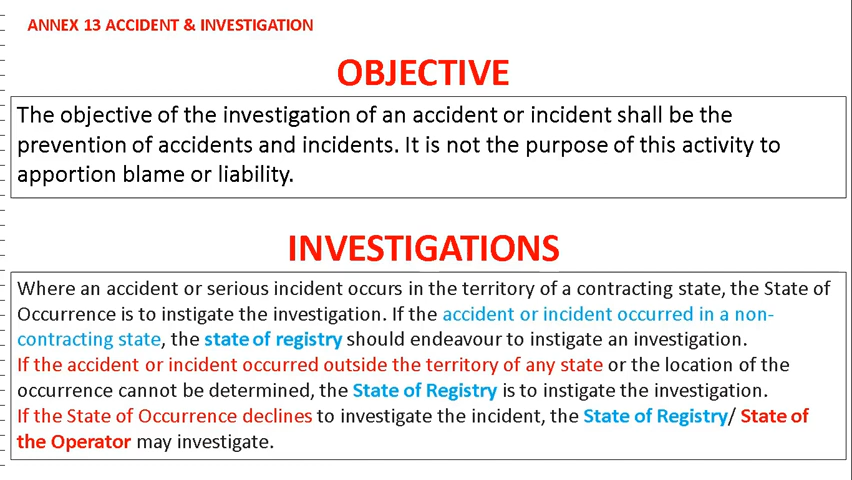 ANNEX 13 ACCIDENT & INVESTIGATION
OBJECTIVE
The objective of the investigation of an accident or incident shall be the
prevention of accidents and incidents. It is not the purpose of this activity to
apportion blame or liability.
INVESTIGATIONS
Where an accident or serious incident occurs in the territory of a contracting state, the State of
Occurrence is to instigate the investigation. If the accident or incident occurred in a non-
contracting state, the state of registry should endeavour to instigate an investigation.
If the accident or incident occurred outside the territory of any state or the location of the
occurrence cannot be determined, the State of Registry is to instigate the investigation.
If the State of Occurrence declines to investigate the incident, the State of Registry/ State of
the Operator may investigate.